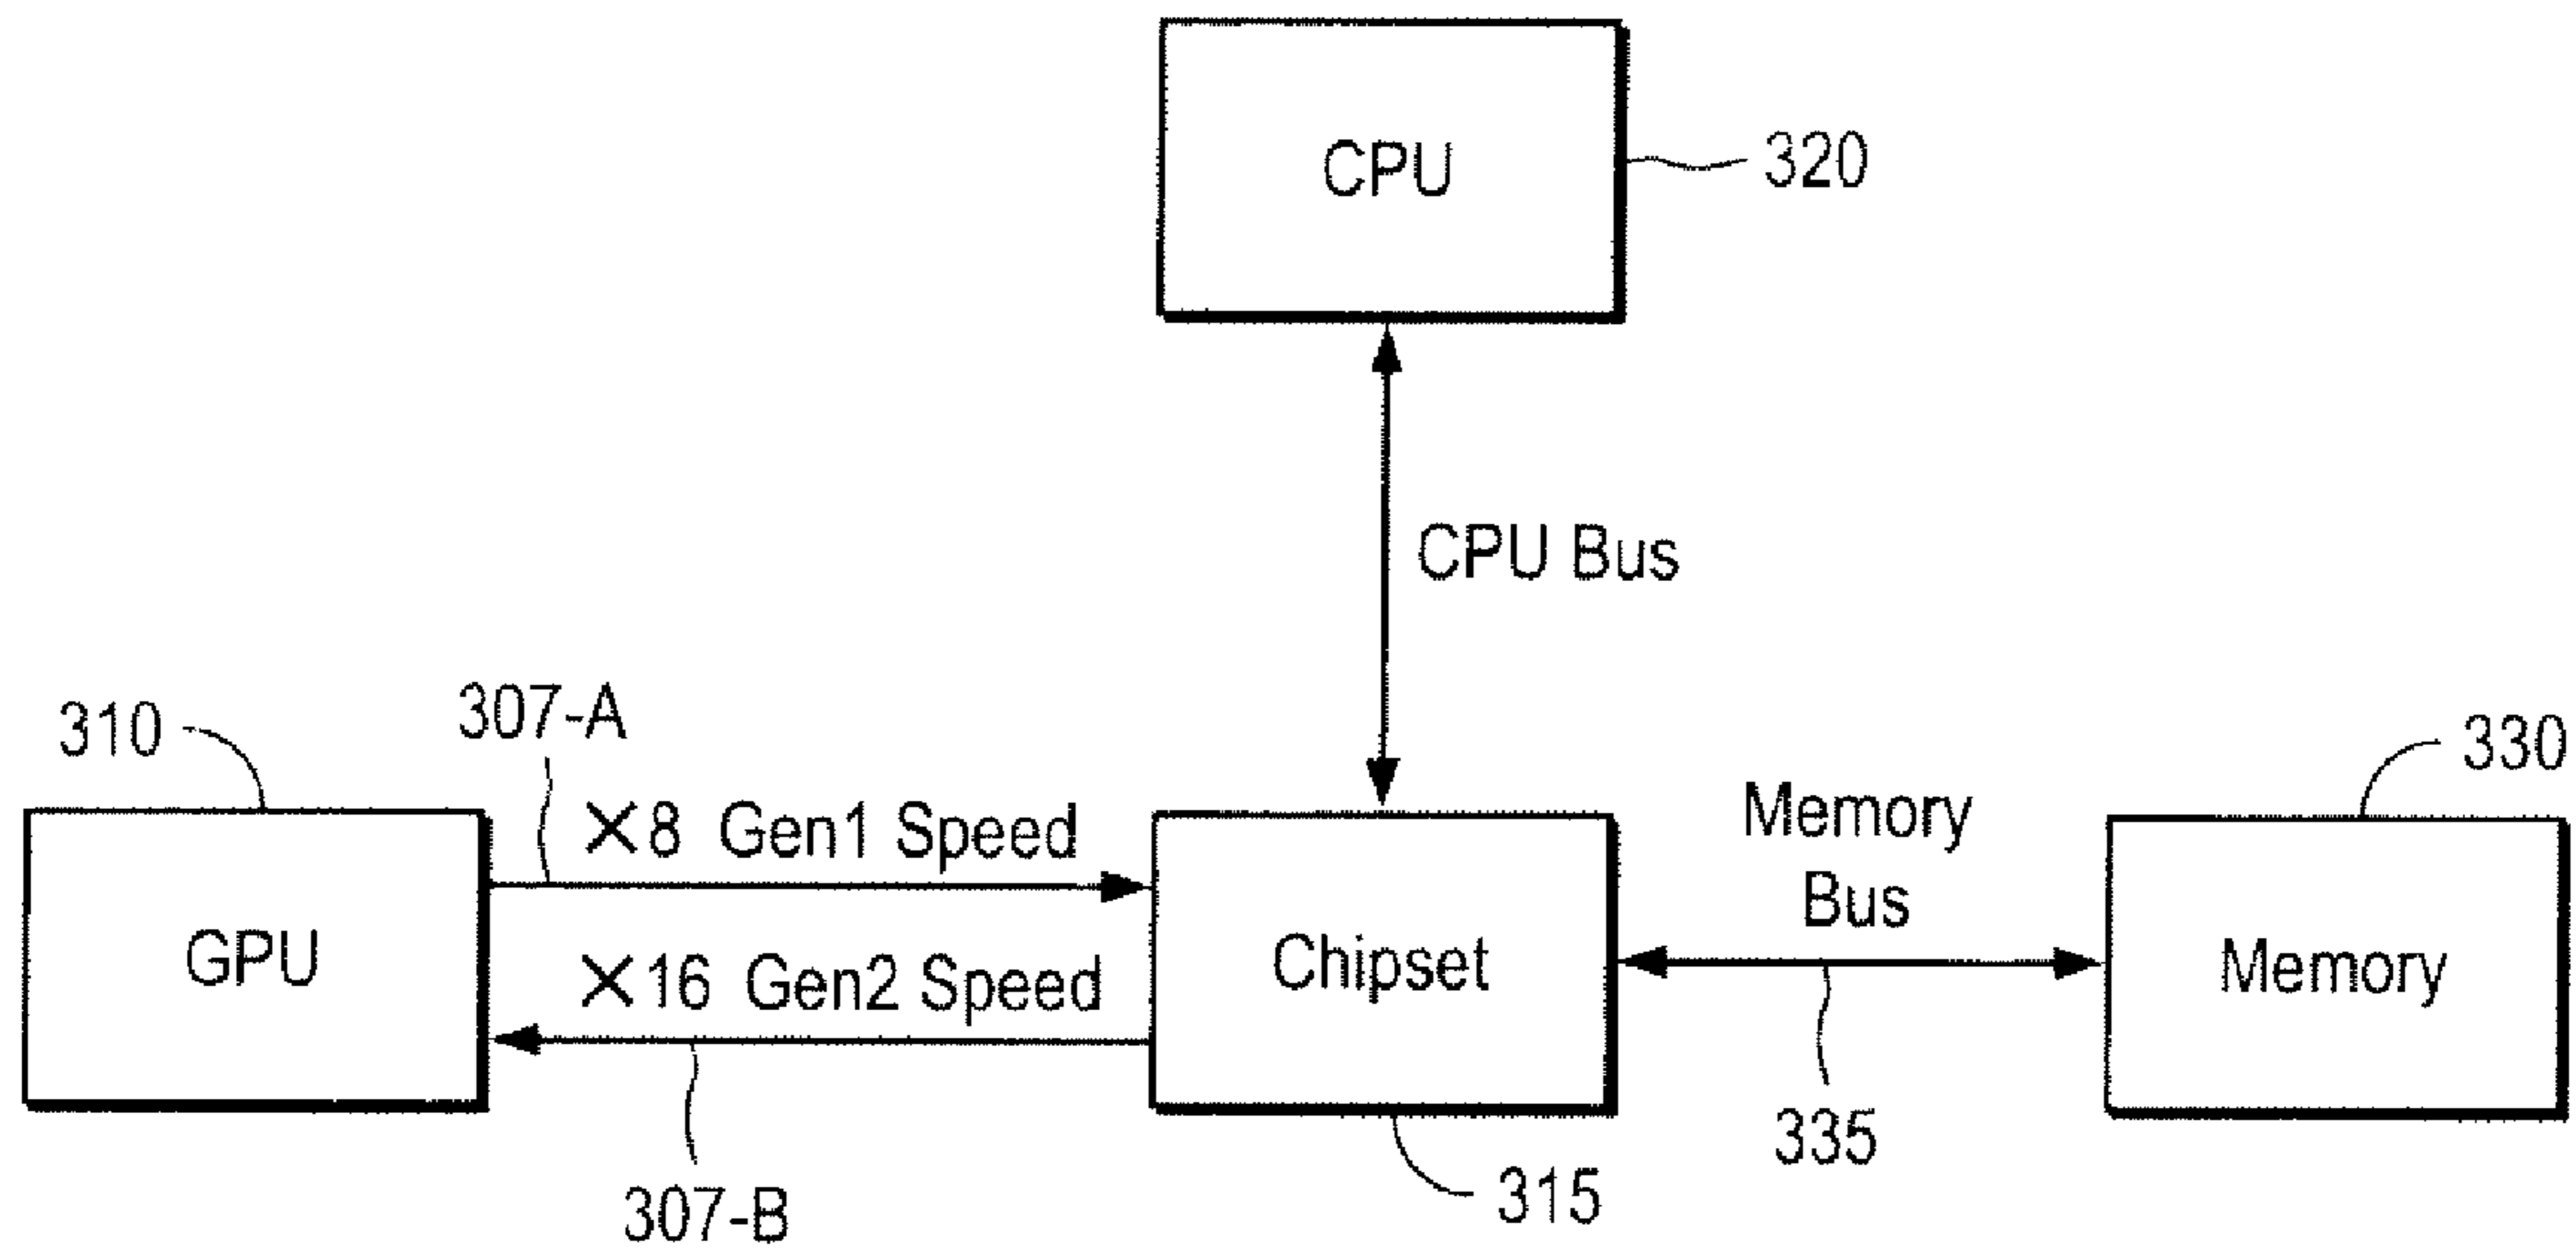 CPU
320
CPU Bus
310
307-A
×8 Gen1 Speed
GPU
×16 Gen2 Speed
307-B
Chipset
315
Memory
Bus
335
330
Memory